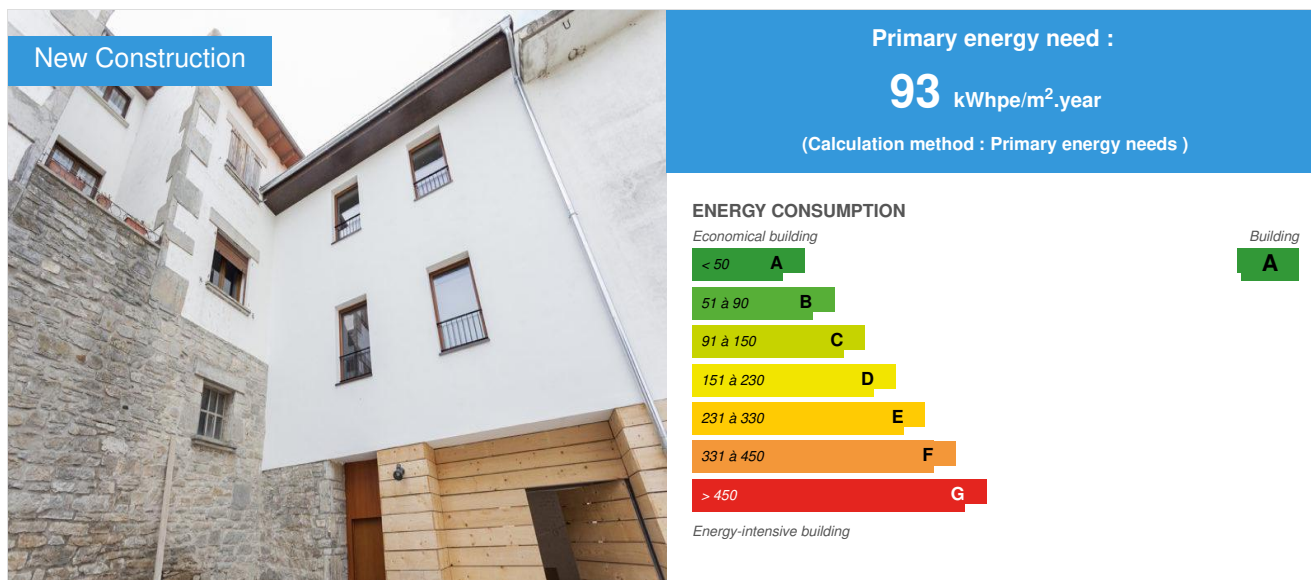 New Construction
Primary energy need :
93 kWhpe/m².year
(Calculation method : Primary energy needs )
ENERGY CONSUMPTION
Economical building
Building
< 50 A
A
51 à 90 B
91 à 150 C
151 à 230 D
231 à 330 E
331 à 450 F
> 450 G
Energy-intensive building